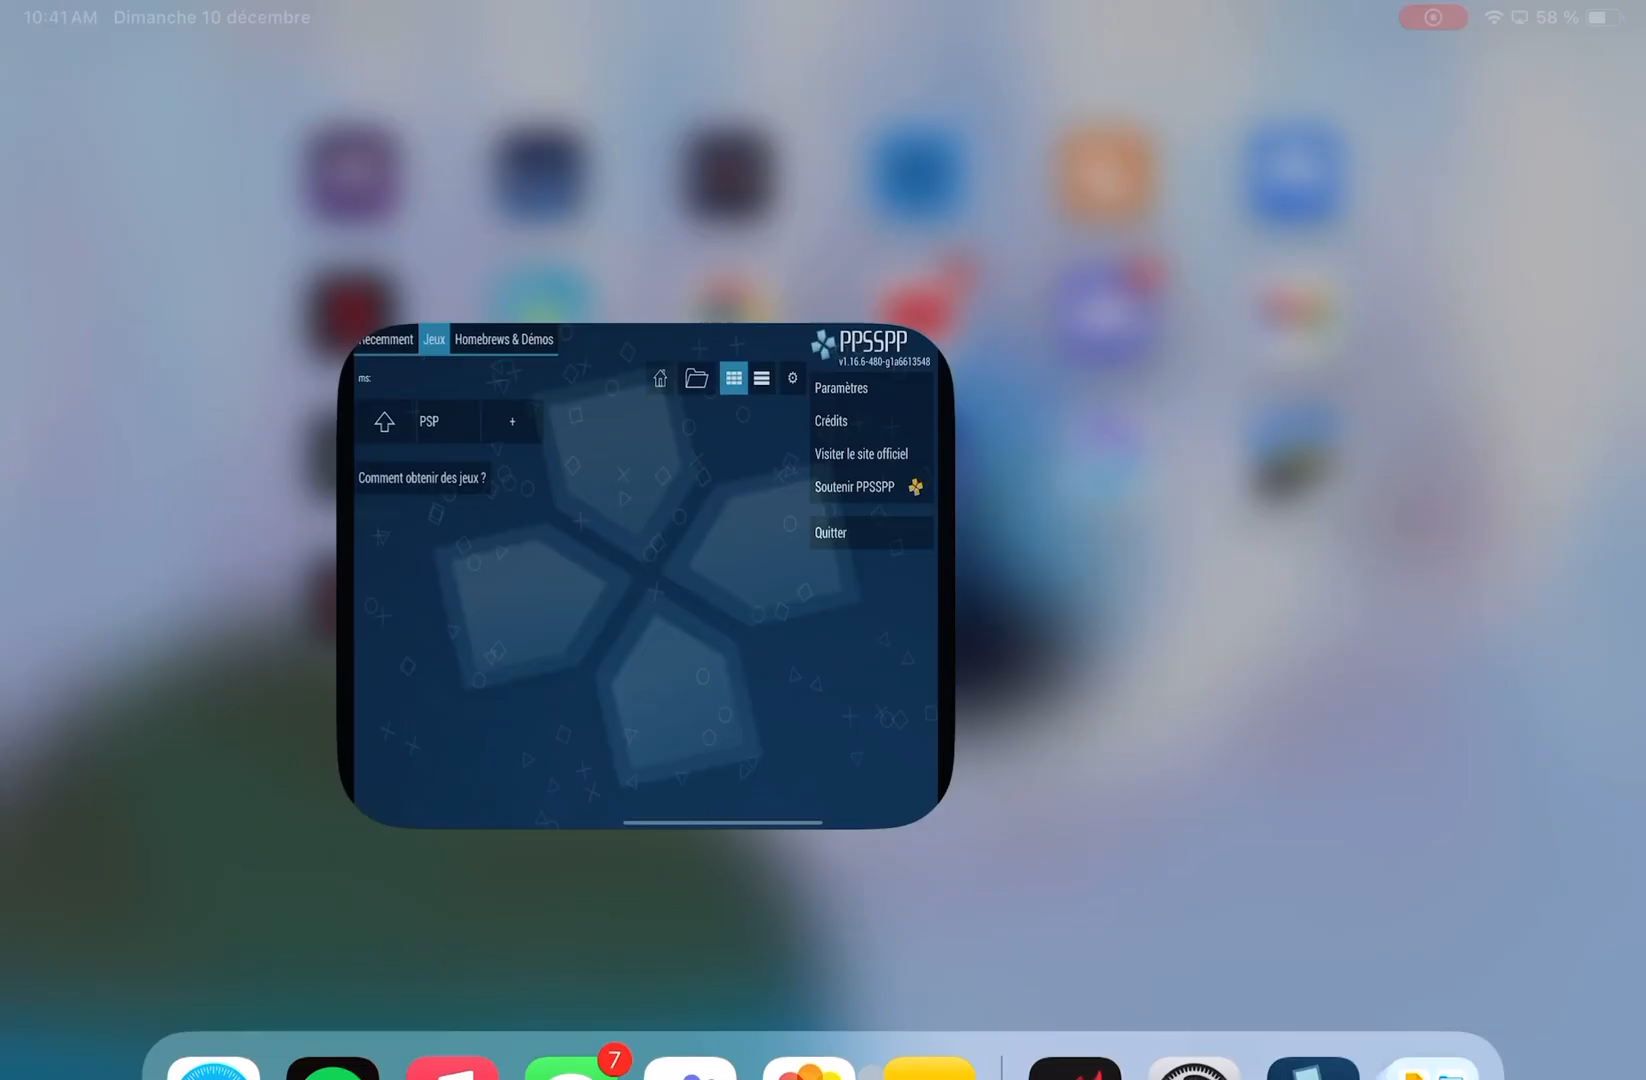 10:41 AM Dimanche 10 décembre
58 %
Jeux Homebrews & Démos
PPSSPP
v1.16.6-480-g1a6613548
ms:
Paramètres
PSP +
Crédits
Visiter le site officiel
Comment obtenir des jeux ?
Soutenir PPSSPP
Quitter
7